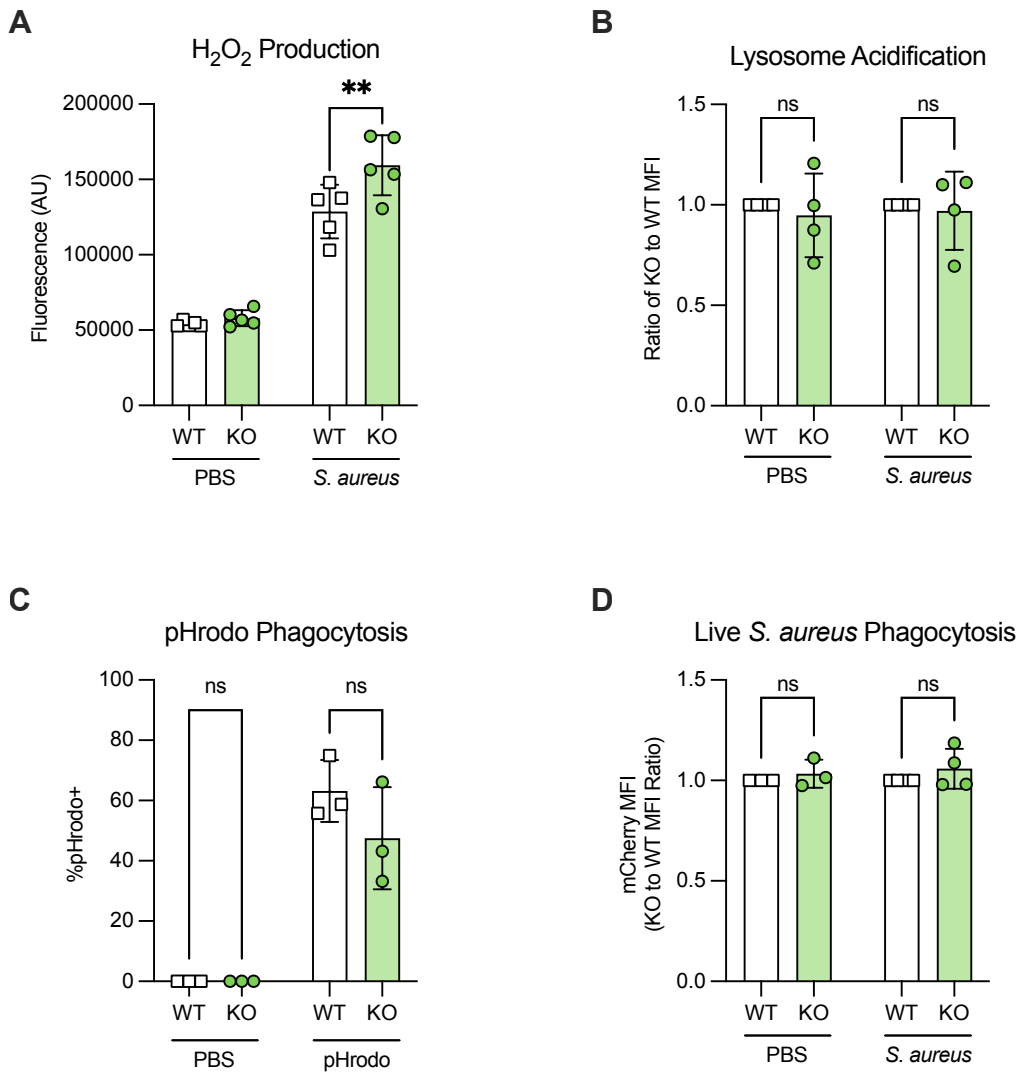 A
H₂O₂ Production
**
200000
150000
100000
50000
0
Fluorescence (AU)
WT KO WT KO
PBS S. aureus
B
Lysosome Acidification
ns ns
1.5
1.0
0.5
0.0
Ratio of KO to WT MFI
WT KO WT KO
PBS S. aureus
C
pHrodo Phagocytosis
ns ns
100
80
60
40
20
0
%pHrodo+
WT KO WT KO
PBS pHrodo
D
Live S. aureus Phagocytosis
ns ns
1.5
1.0
0.5
0.0
mCherry MFI
(KO to WT MFI Ratio)
WT KO WT KO
PBS S. aureus